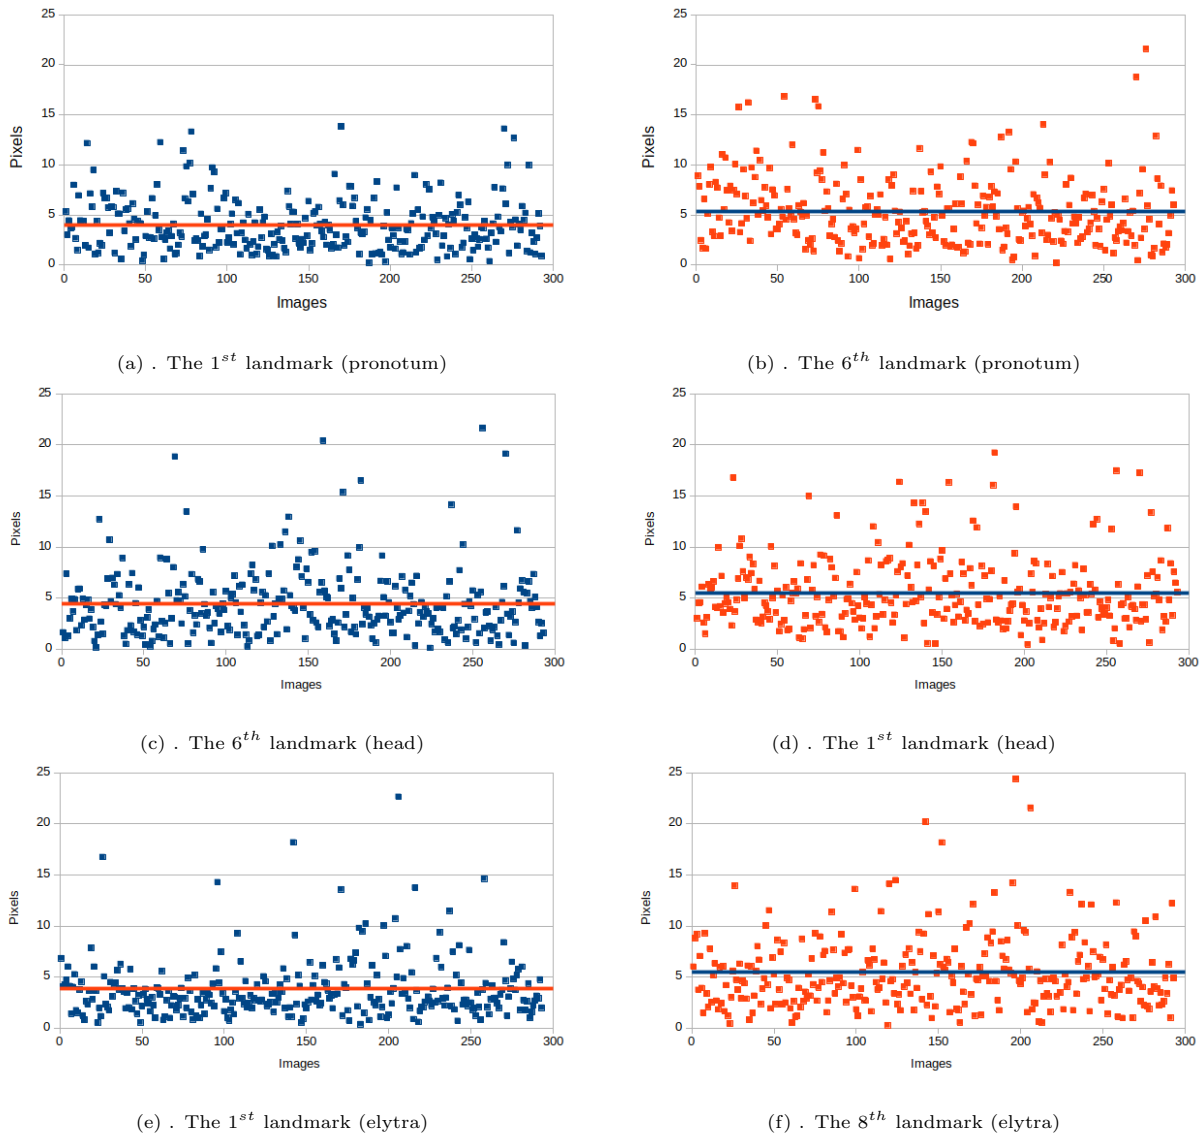 25
20
15
10
5
0
Pixels
0 50 100 150 200 250 300
Images
(a) . The 1st landmark (pronotum)
25
20
15
10
5
0
Pixels
0 50 100 150 200 250 300
Images
(b) . The 6th landmark (pronotum)
25
20
15
10
5
0
Pixels
0 50 100 150 200 250 300
Images
(c) . The 6th landmark (head)
25
20
15
10
5
0
Pixels
0 50 100 150 200 250 300
Images
(d) . The 1st landmark (head)
25
20
15
10
5
0
Pixels
0 50 100 150 200 250 300
Images
(e) . The 1st landmark (elytra)
25
20
15
10
5
0
Pixels
0 50 100 150 200 250 300
Images
(f) . The 8th landmark (elytra)